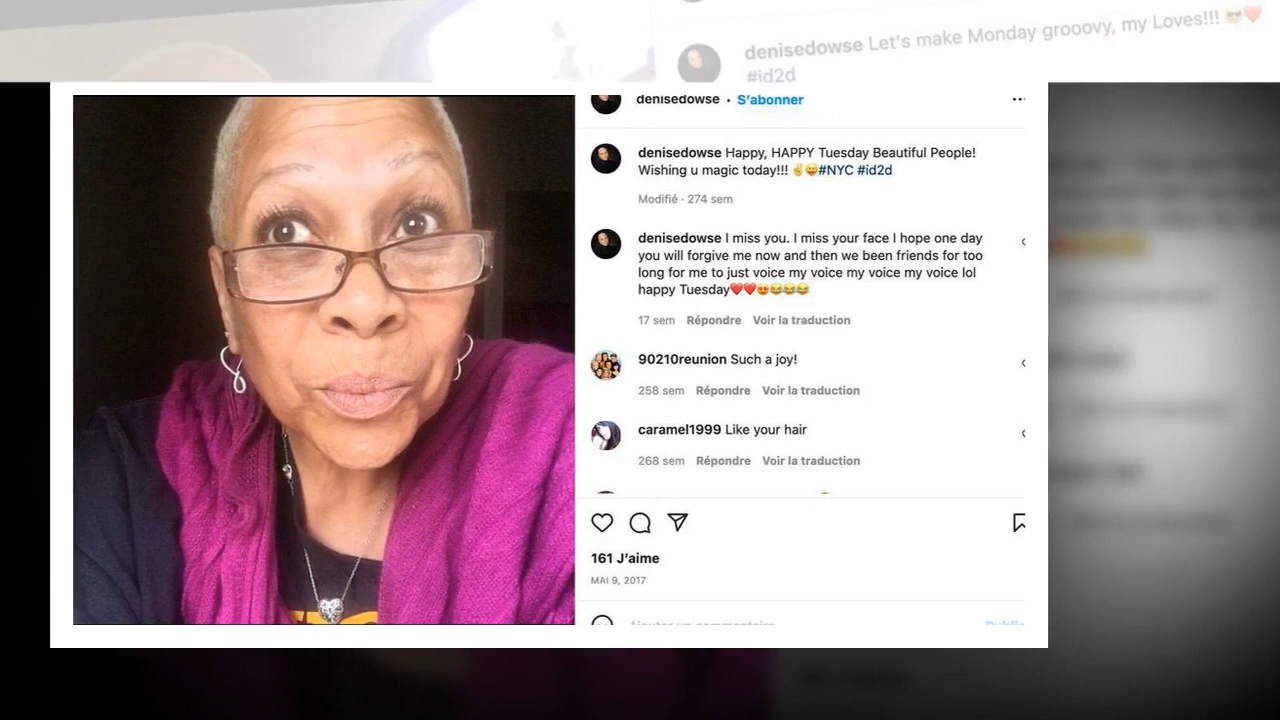 denisedowse Let's make Monday grooovy, my Loves!!! 😎❤️
#id2d
denisedowse • S'abonner
denisedowse Happy, HAPPY Tuesday Beautiful People!
Wishing u magic today!!! ✌️😜#NYC #id2d
Modifié · 274 sem
denisedowse I miss you. I miss your face I hope one day
you will forgive me now and then we been friends for too
long for me to just voice my voice my voice my voice lol
happy Tuesday❤️❤️😍😂😂😂
17 sem Répondre Voir la traduction
90210reunion Such a joy!
258 sem Répondre Voir la traduction
caramel1999 Like your hair
268 sem Répondre Voir la traduction
161 J'aime
MAI 9, 2017
Ajouter un commentaire